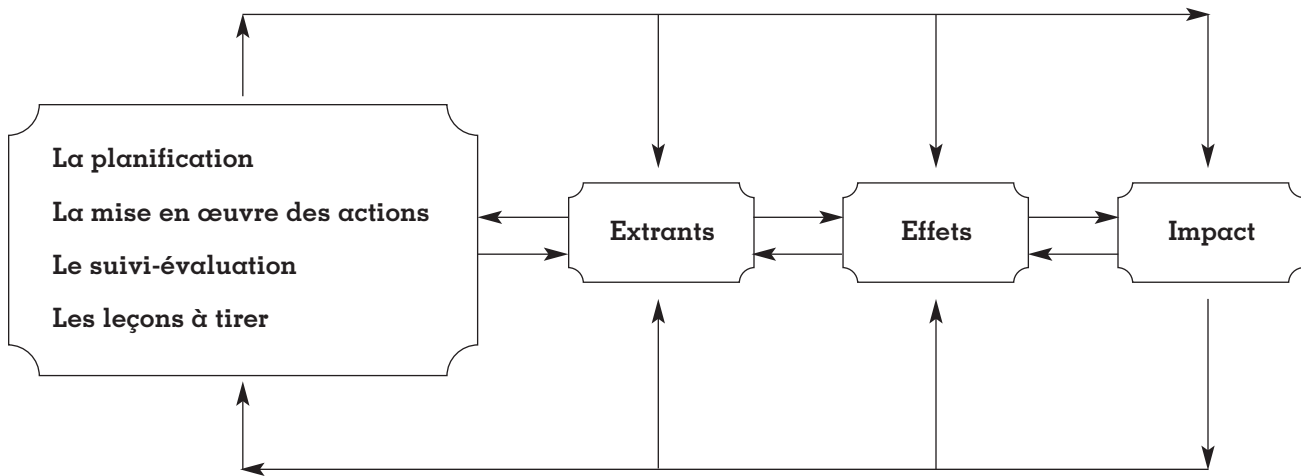 La planification
La mise en œuvre des actions
Le suivi-évaluation
Les leçons à tirer
Extrants
Effets
Impact